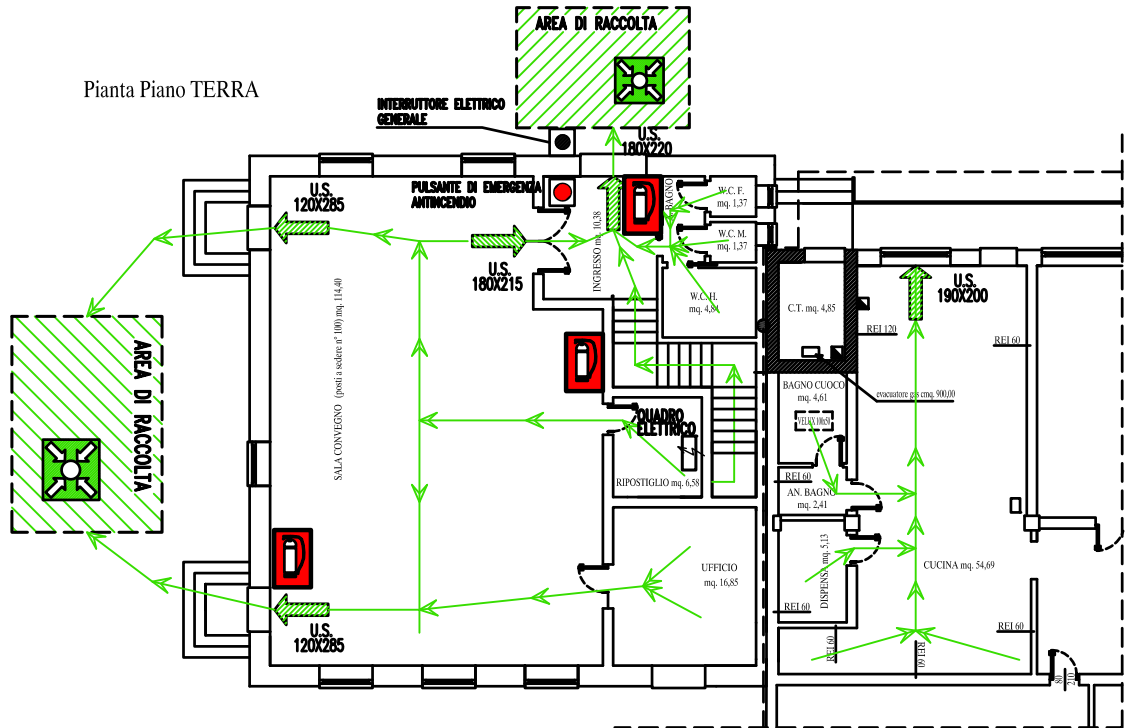 AREA DI RACCOLTA
Pianta Piano TERRA
INTERRUTTORE ELETTRICO
GENERALE
U.S.
180X220
PULSANTE DI EMERGENZA
ANTINCENDIO
U.S.
120X285
BAGNO
W.C. F.
mq. 1,37
W.C. M.
mq. 1,37
INGRESSO mq. 10,38
U.S.
180X215
W.C. H.
mq. 4,84
C.T. mq. 4,85
U.S.
190X200
REI 120
REI 60
AREA DI RACCOLTA
SALA CONVEGNO (posti a sedere n° 100) mq. 114,40
BAGNO CUOCO
mq. 4,61
evacuatore gas cmq. 900,00
VELUX 100x50
QUADRO
ELETTRICO
RIPOSTIGLIO mq. 6,58
REI 60
AN. BAGNO
mq. 2,41
DISPENSA mq. 5,13
CUCINA mq. 54,69
UFFICIO
mq. 16,85
REI 60
REI 60
U.S.
120X285
REI 60
REI 60
80
210